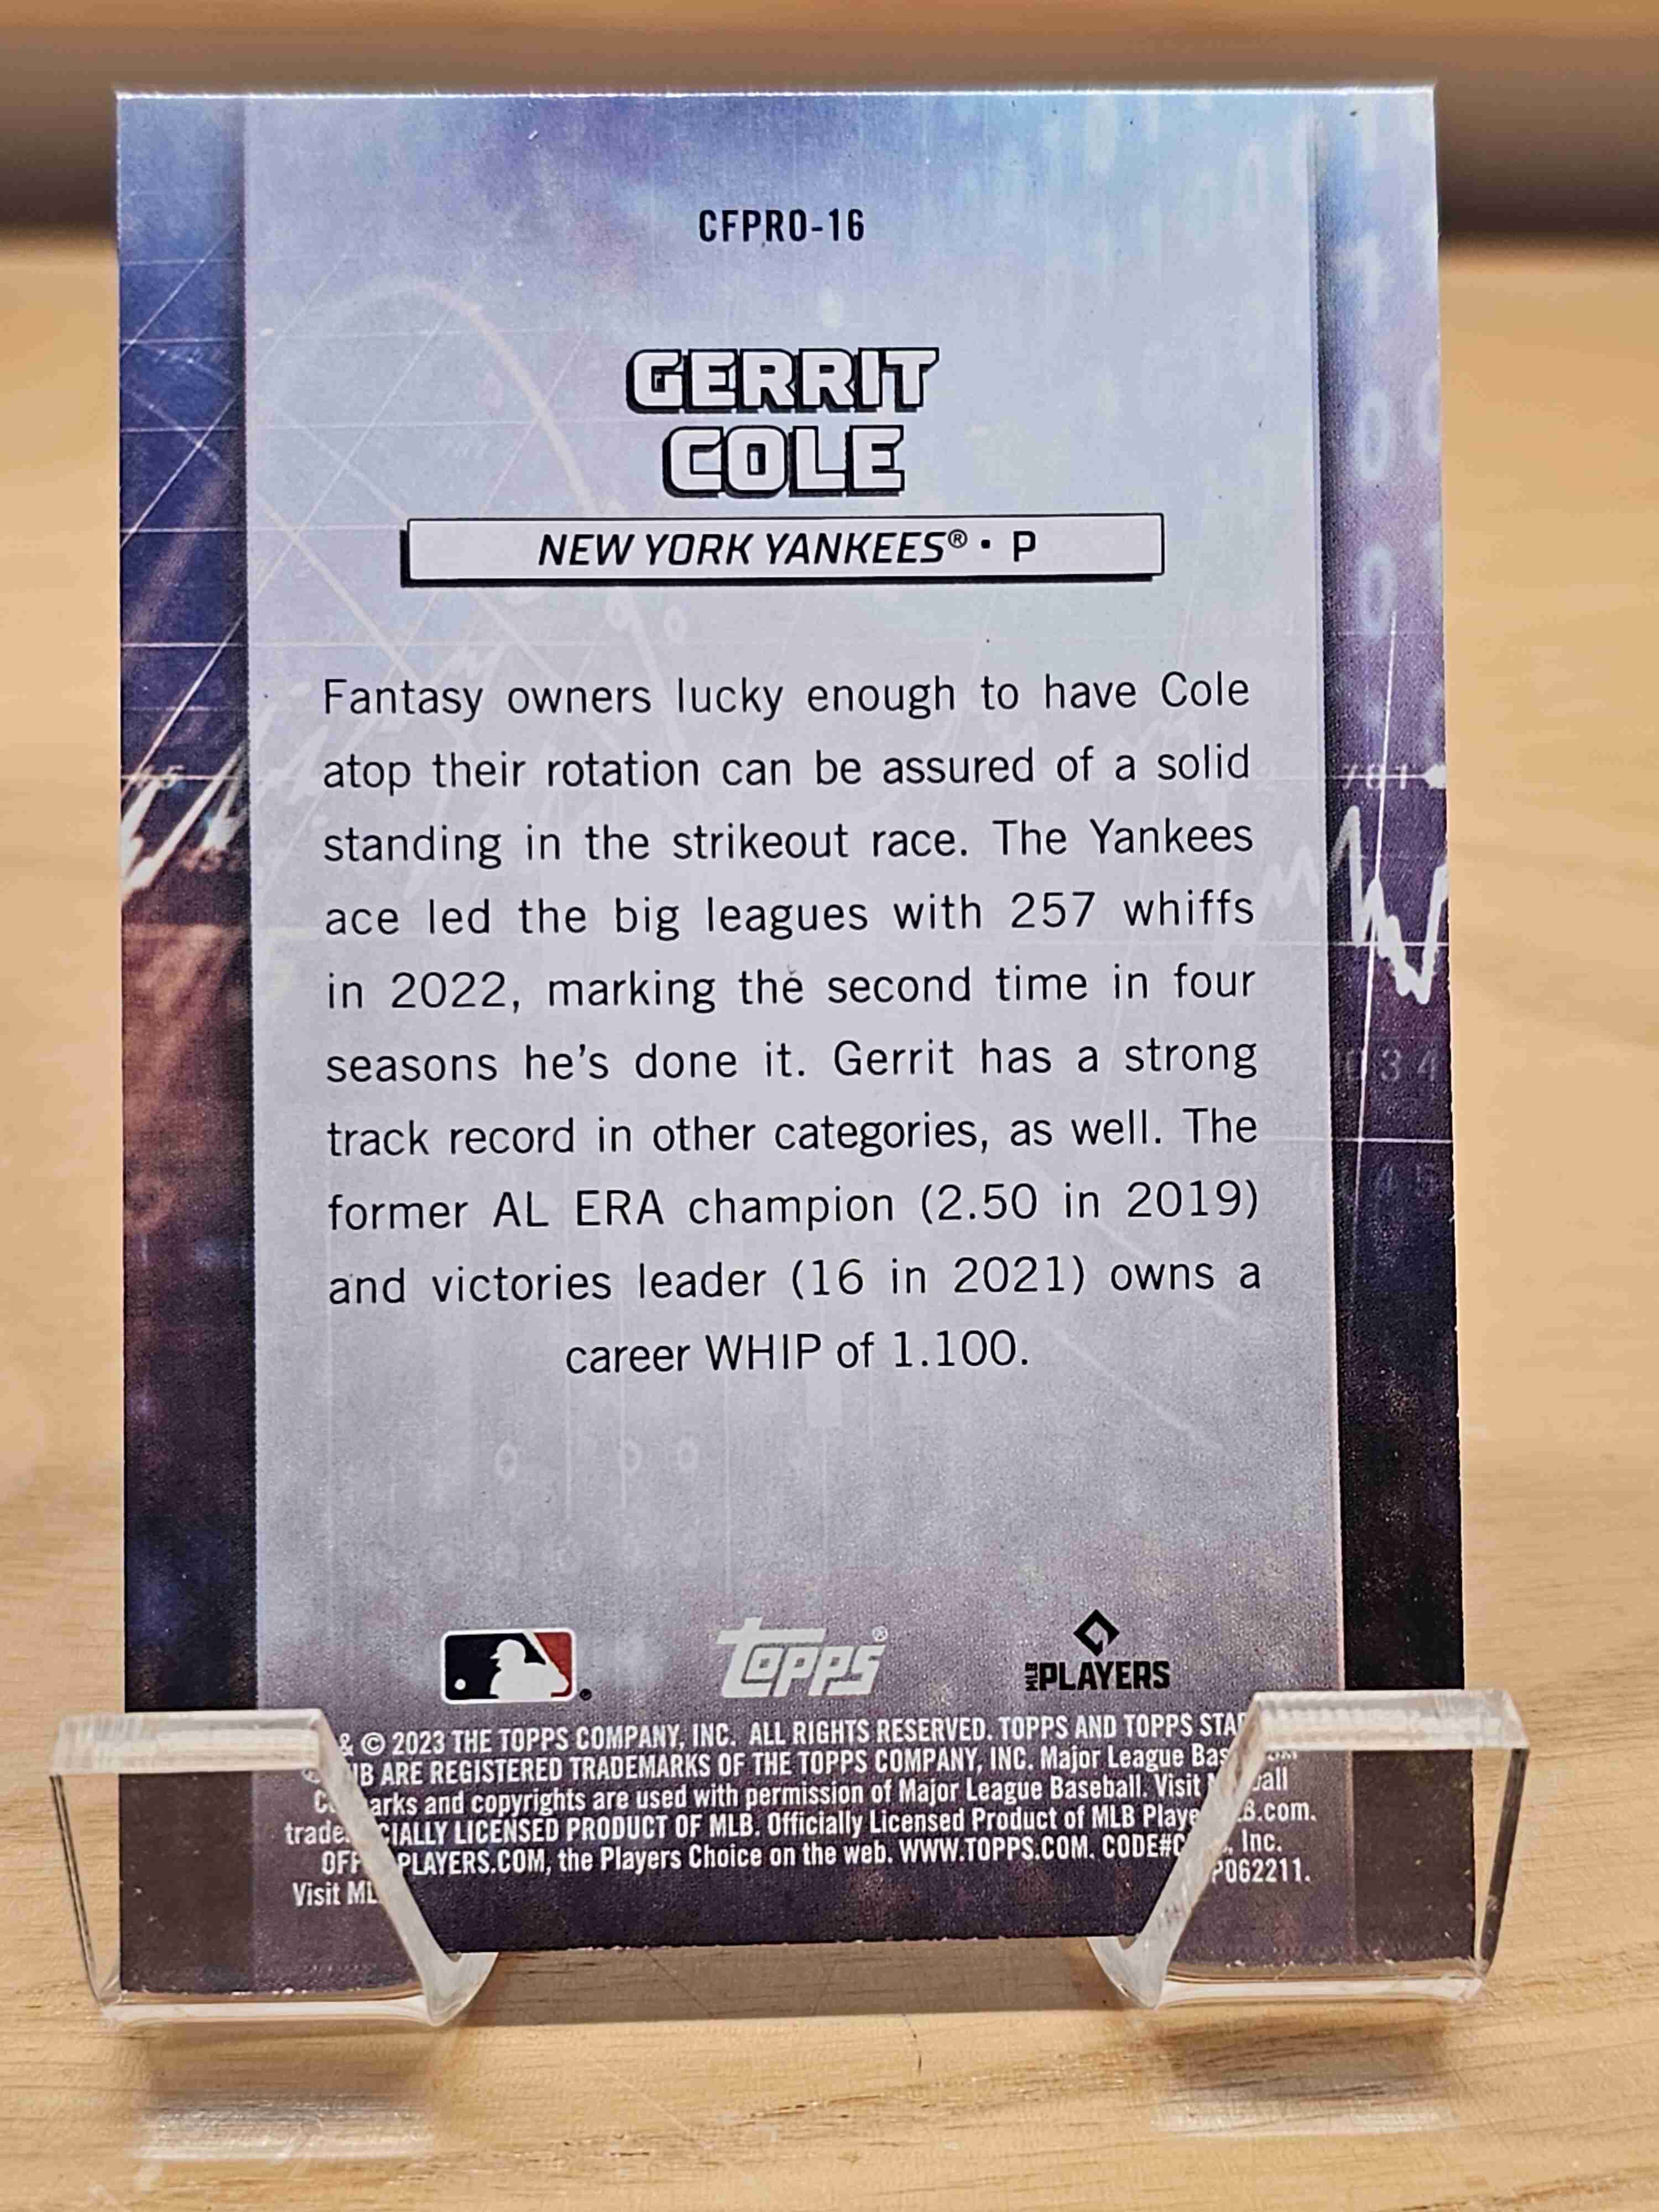 CFPRO-16
GERRIT
COLE
NEW YORK YANKEES® • P
Fantasy owners lucky enough to have Cole
atop their rotation can be assured of a solid
standing in the strikeout race. The Yankees
ace led the big leagues with 257 whiffs
in 2022, marking the second time in four
seasons he's done it. Gerrit has a strong
track record in other categories, as well. The
former AL ERA champion (2.50 in 2019)
and victories leader (16 in 2021) owns a
career WHIP of 1.100.
topps®
MLB PLAYERS
& © 2023 THE TOPPS COMPANY, INC. ALL RIGHTS RESERVED. TOPPS AND TOPPS
ARE REGISTERED TRADEMARKS OF THE TOPPS COMPANY, INC. Major League
and copyrights are used with permission of Major League Baseball. Visit
LICENSED PRODUCT OF MLB. Officially Licensed Product of MLB
PLAYERS.COM, the Players Choice on the web. WWW.TOPPS.COM. Inc.
Visit